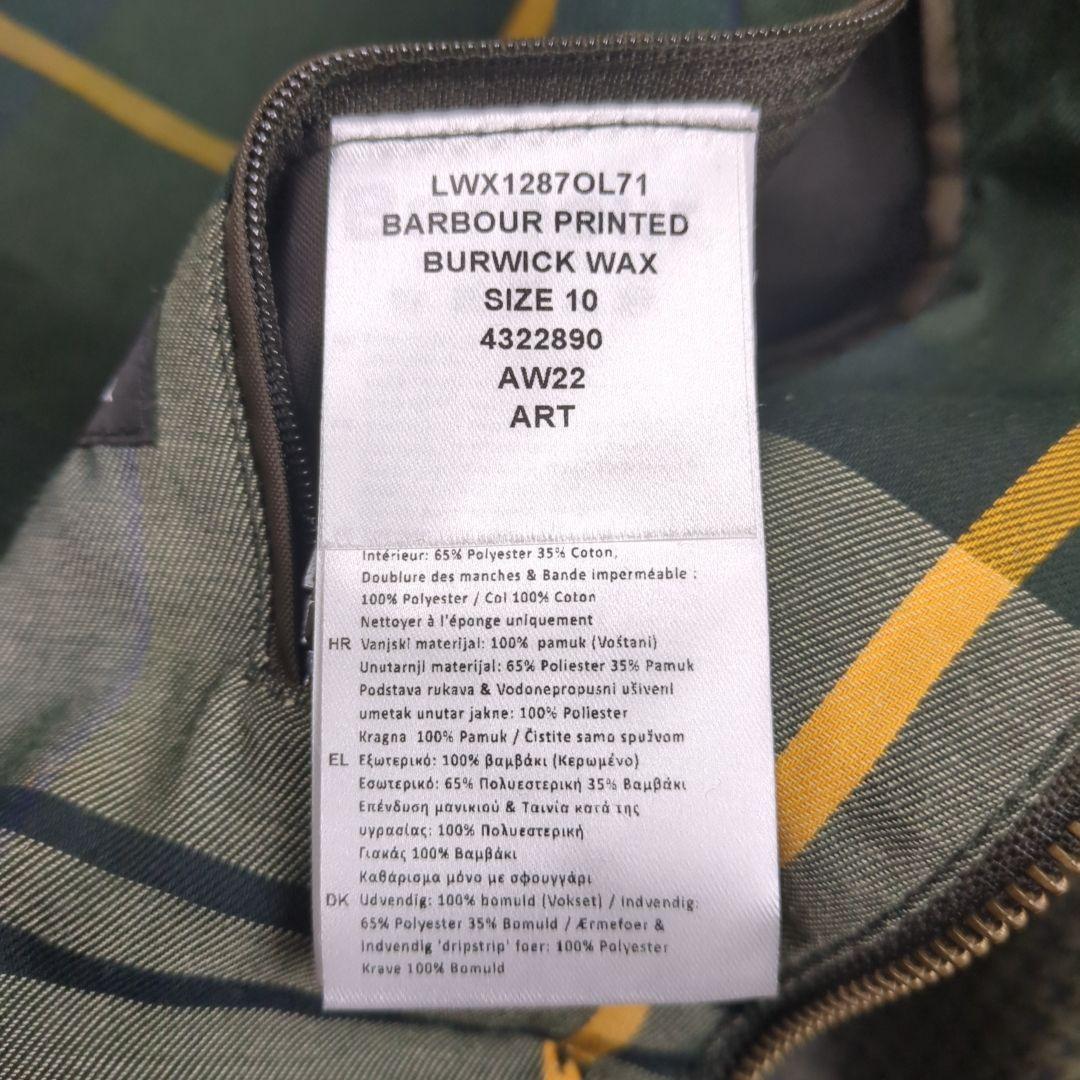 LWX1287OL71
BARBOUR PRINTED
BURWICK WAX
SIZE 10
4322890
AW22
ART
Intérieur: 65% Polyester 35% Coton,
Doublure des manches & Bande imperméable :
100% Polyester / Col 100% Coton
Nettoyer à l'éponge uniquement
HR Vanjski materijal: 100% pamuk (Voštani)
Unutarnji materijal: 65% Poliester 35% Pamuk
Podstava rukava & Vodonepropusni ušiveni
umetak unutar jakne: 100% Poliester
Kragna 100% Pamuk / Čistite samo spužvom
EL Εξωτερικό: 100% βαμβάκι (Κερωμένο)
Εσωτερικό: 65% Πολυεστερική 35% Βαμβάκι
Επένδυση μανικιού & Ταινία κατά της
υγρασίας: 100% Πολυεστερική
Γιακάς 100% Βαμβάκι
Καθάρισμα μόνο με σφουγγάρι
DK Udvendig: 100% bomuld (Vokset) / Indvendig:
65% Polyester 35% Bomuld / Ærmefoer &
Indvendig 'dripstrip' foer: 100% Polyester
Krave 100% Bomuld